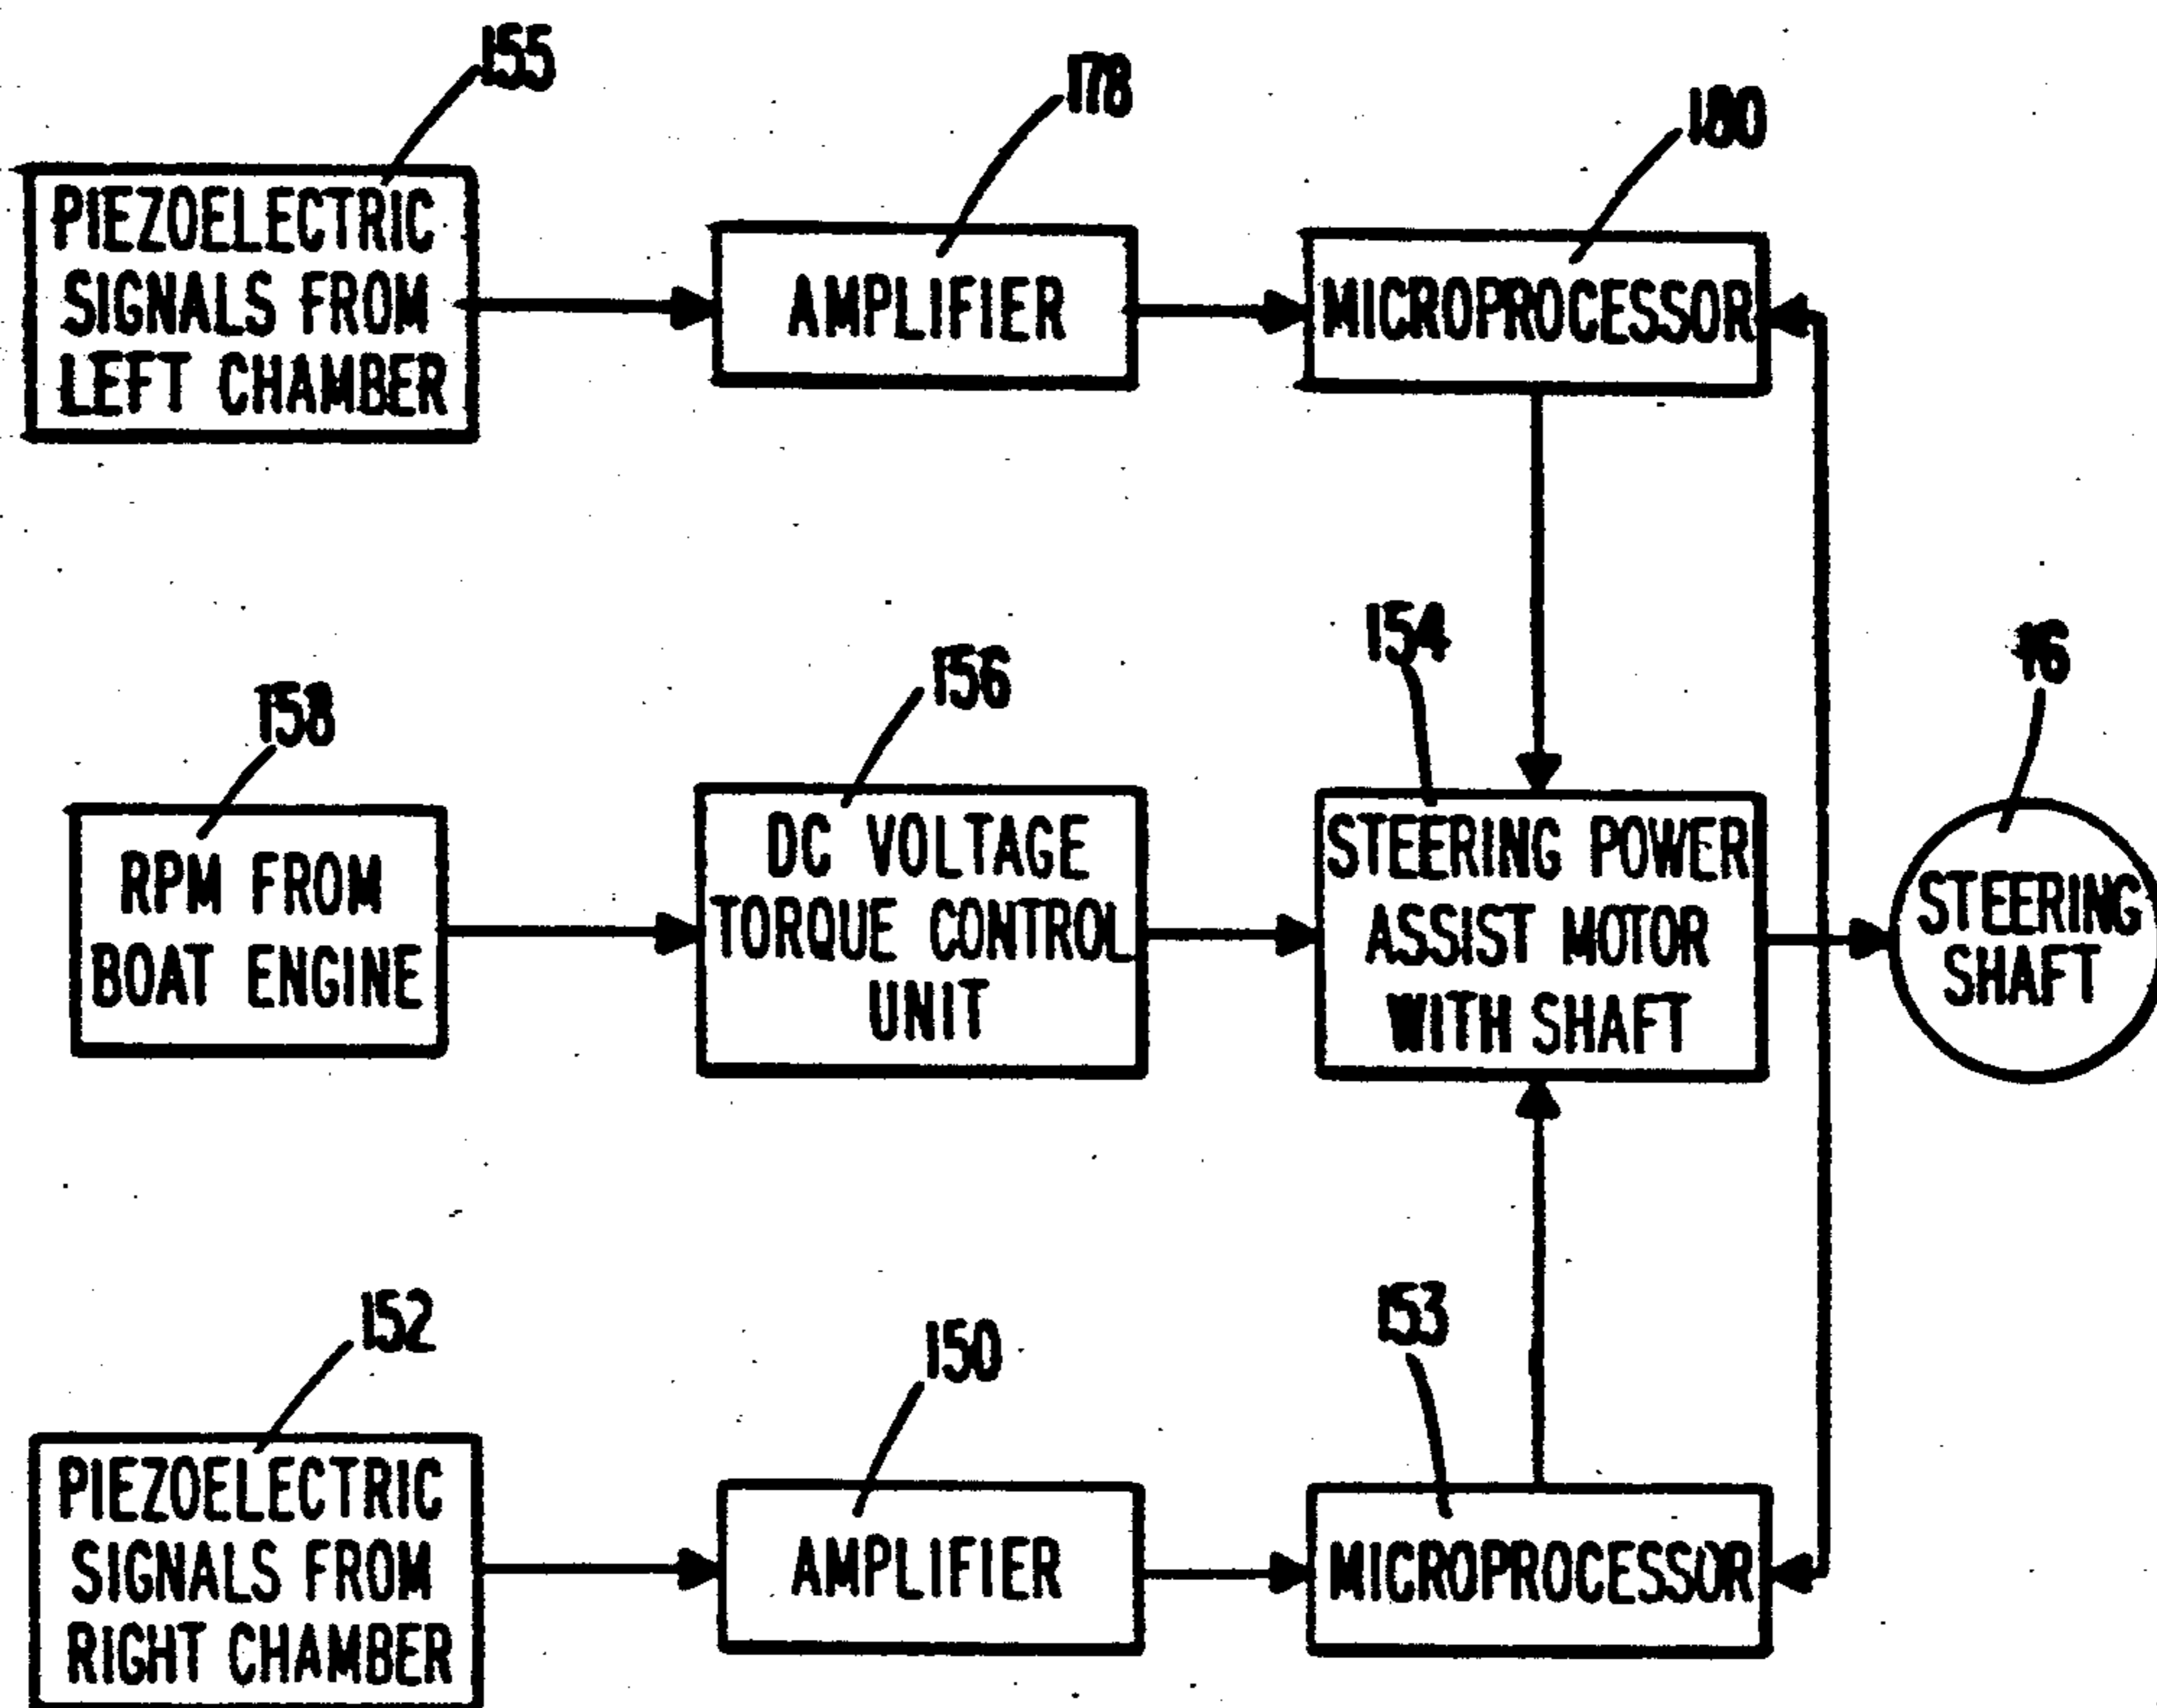 155
PIEZOELECTRIC
SIGNALS FROM
LEFT CHAMBER
178
AMPLIFIER
180
MICROPROCESSOR
158
RPM FROM
BOAT ENGINE
156
DC VOLTAGE
TORQUE CONTROL
UNIT
154
STEERING POWER
ASSIST MOTOR
WITH SHAFT
STEERING
SHAFT
152
PIEZOELECTRIC
SIGNALS FROM
RIGHT CHAMBER
150
AMPLIFIER
153
MICROPROCESSOR